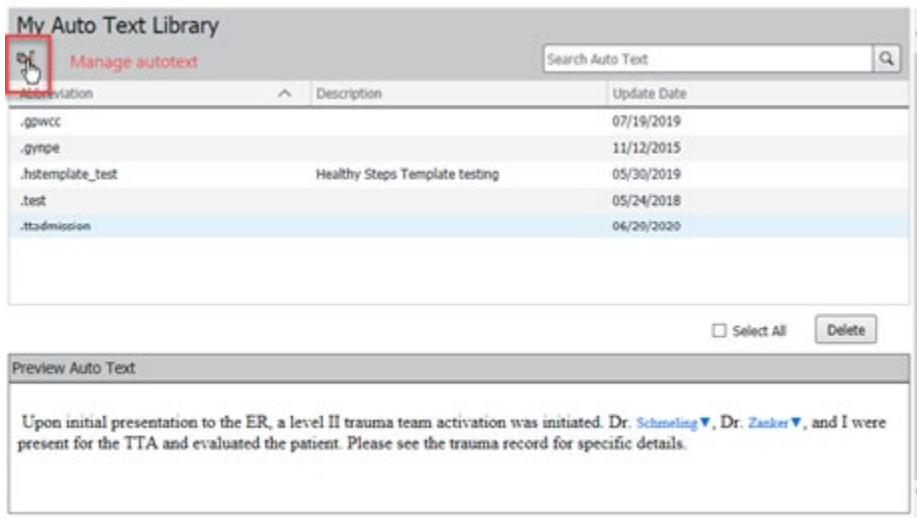 My Auto Text Library
Manage autotext
Search Auto Text
Abbreviation Description Update Date
.gpwcc 07/19/2019
.gynpe 11/12/2015
.hstemplate_test Healthy Steps Template testing 05/30/2019
.test 05/24/2018
.ttadmission 06/29/2020
Select All Delete
Preview Auto Text
Upon initial presentation to the ER, a level II trauma team activation was initiated. Dr. Schmeling▼, Dr. Zanker▼, and I were
present for the TTA and evaluated the patient. Please see the trauma record for specific details.